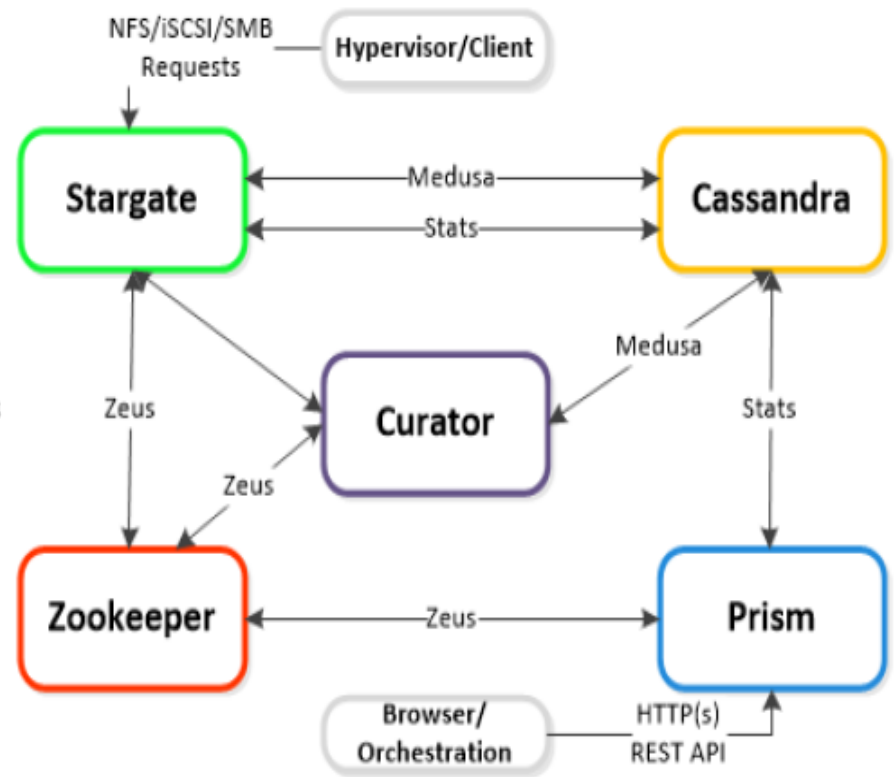 NFS/iSCSI/SMB
Requests
Hypervisor/Client
Stargate
Medusa
Stats
Cassandra
Medusa
Zeus
Curator
Stats
Zeus
Zookeeper
Zeus
Prism
Browser/
Orchestration
HTTP(s)
REST API